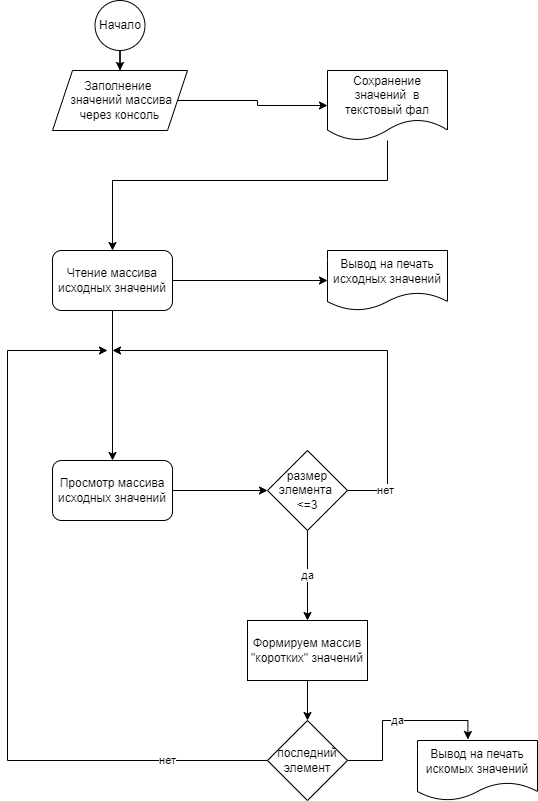 Начало
Заполнение
значений массива
через консоль
Сохранение
значений в
текстовый фал
Чтение массива
исходных значений
Вывод на печать
исходных значений
Просмотр массива
исходных значений
размер
элемента
<=3
нет
да
Формируем массив
"коротких" значений
последний
элемент
да
нет
Вывод на печать
искомых значений